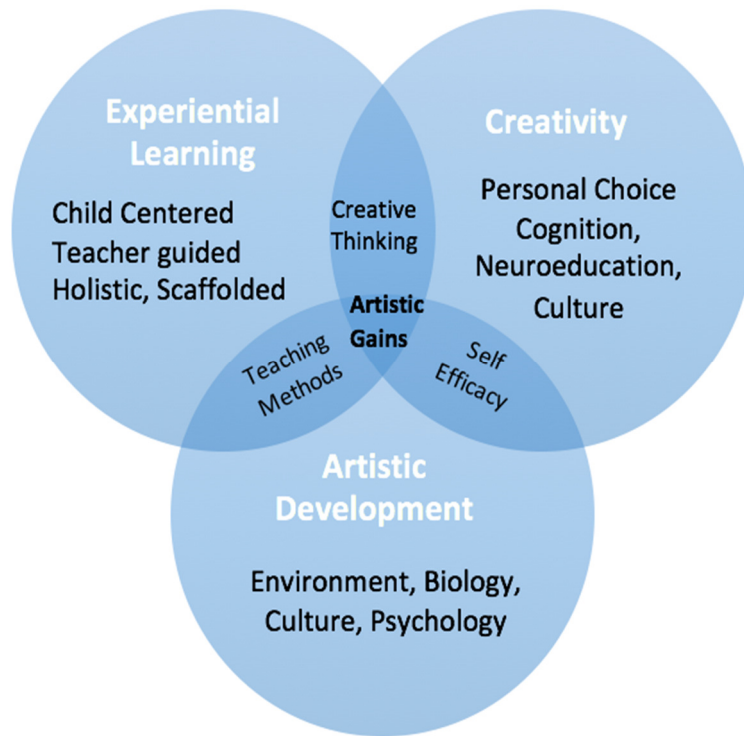 Experiential
Learning
Child Centered
Teacher guided
Holistic, Scaffolded
Creativity
Personal Choice
Cognition,
Neuroeducation,
Culture
Creative
Thinking
Artistic
Gains
Teaching
Methods
Self
Efficacy
Artistic
Development
Environment, Biology,
Culture, Psychology